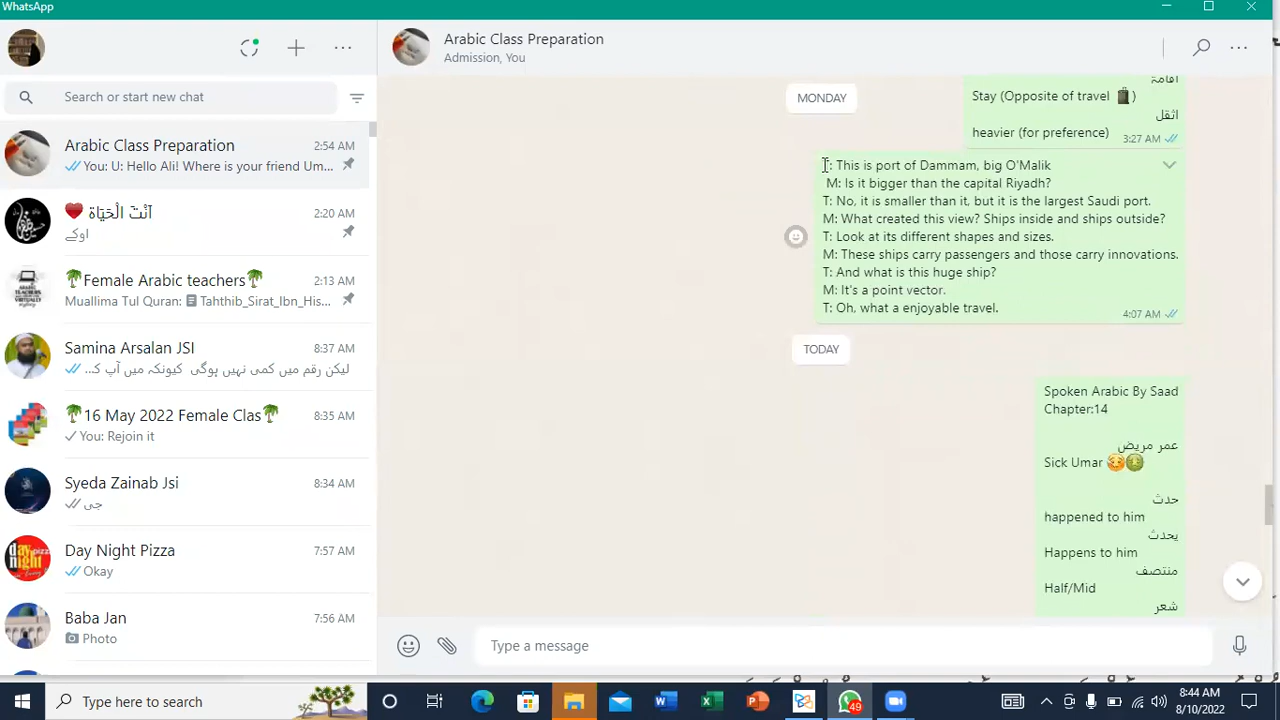 WhatsApp
Search or start new chat
Arabic Class Preparation
2:54 AM
You: U: Hello Ali! Where is your friend Um...
أَنْتَ الْحَيَاة
2:20 AM
اوکے
Female Arabic teachers
2:13 AM
Muallima Tul Quran: Tahthib_Sirat_Ibn_His...
Samina Arsalan JSI
8:37 AM
لیکن رقم میں کمی نہیں ہوگی کیونکہ میں آپ ک...
16 May 2022 Female Clas
8:35 AM
You: Rejoin it
Syeda Zainab Jsi
8:34 AM
جی
Day Night Pizza
7:57 AM
Okay
Baba Jan
7:56 AM
Photo
Arabic Class Preparation
Admission, You
MONDAY
اقامۃ
Stay (Opposite of travel )
اثقل
heavier (for preference)
3:27 AM
T: This is port of Dammam, big O'Malik
M: Is it bigger than the capital Riyadh?
T: No, it is smaller than it, but it is the largest Saudi port.
M: What created this view? Ships inside and ships outside?
T: Look at its different shapes and sizes.
M: These ships carry passengers and those carry innovations.
T: And what is this huge ship?
M: It's a point vector.
T: Oh, what a enjoyable travel.
4:07 AM
TODAY
Spoken Arabic By Saad
Chapter:14
عمر مريض
Sick Umar
حدث
happened to him
يحدث
Happens to him
منتصف
Half/Mid
شعر
Type a message
Type here to search
49
8:44 AM
8/10/2022